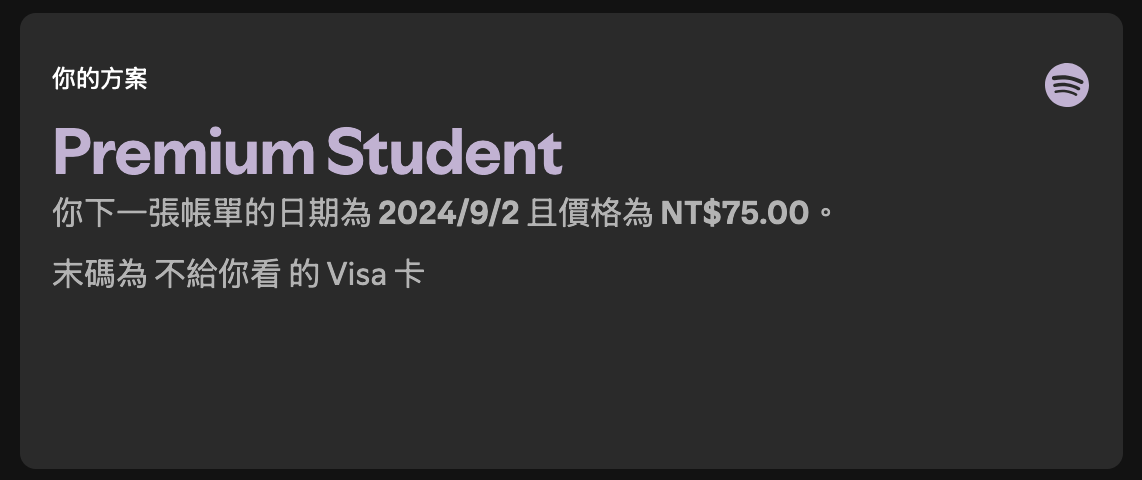 你的方案
Premium Student
你下一張帳單的日期為 2024/9/2 且價格為 NT$75.00。
末碼為 不給你看 的 Visa 卡